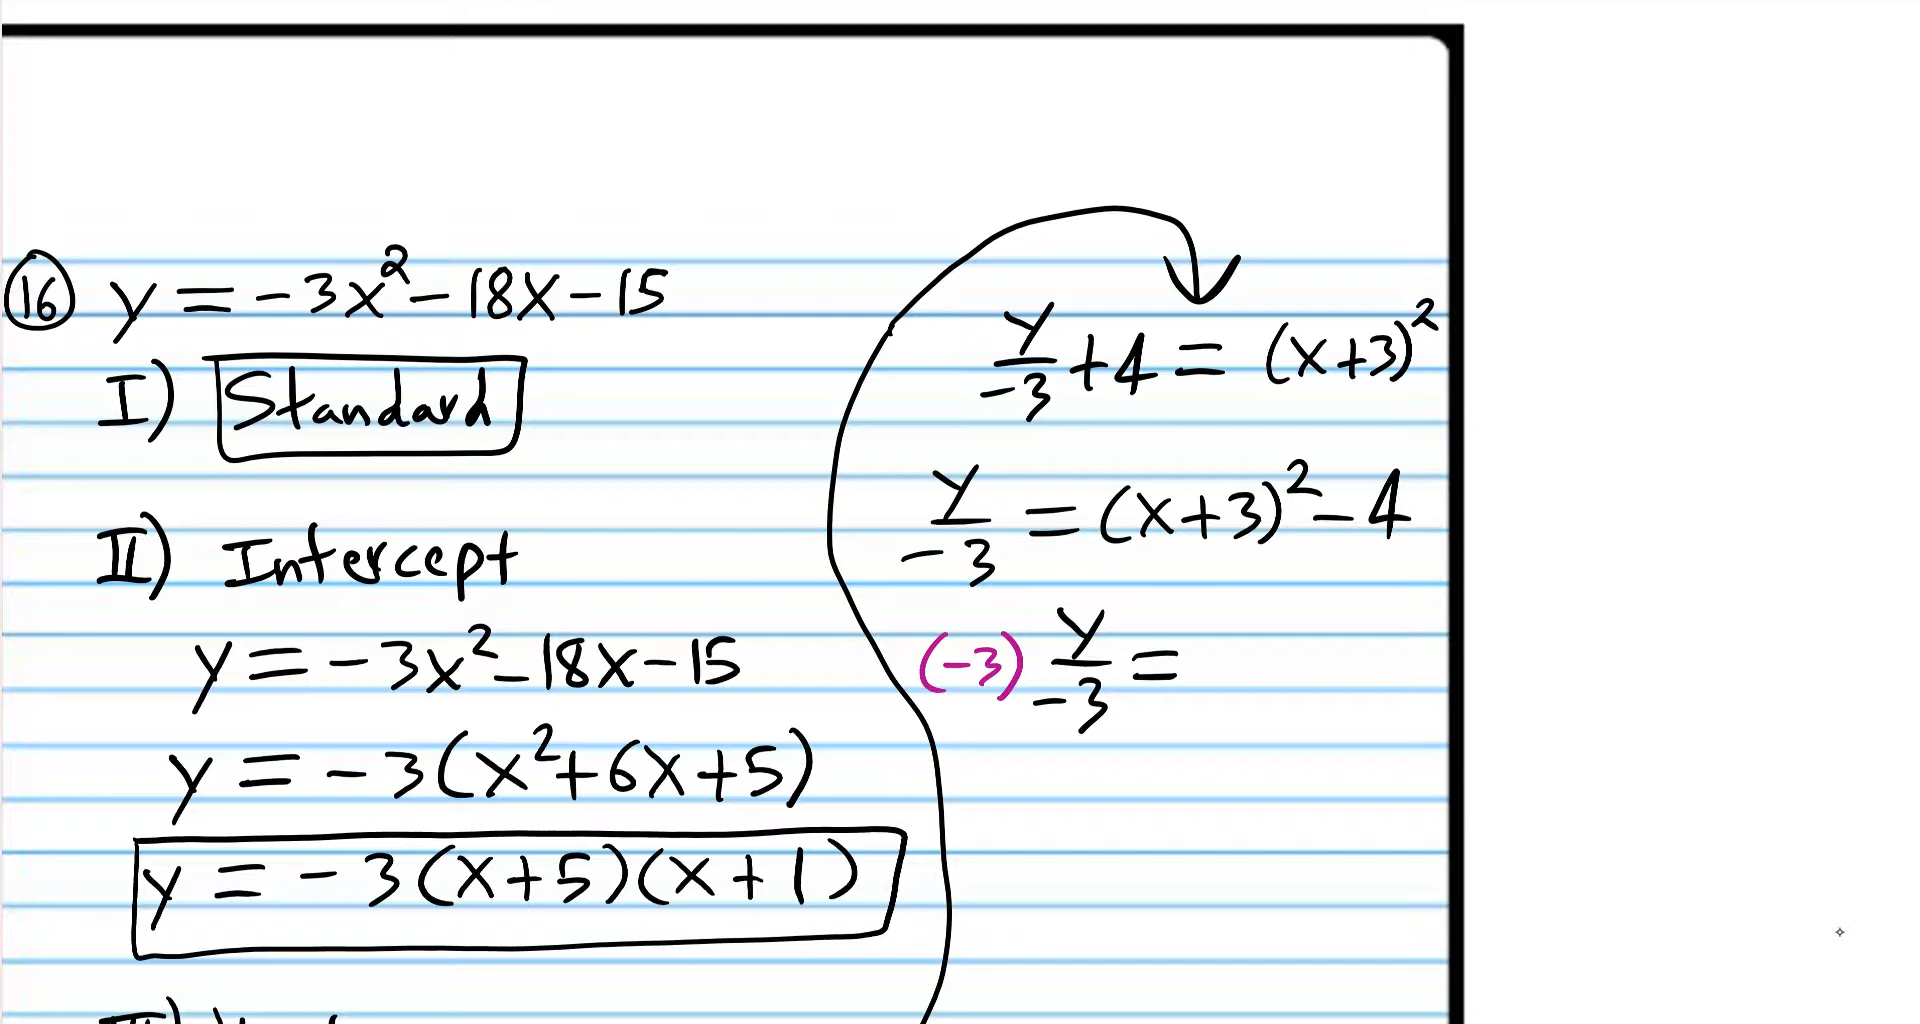 16 y = -3x² - 18x - 15
I) Standard
II) Intercept
y = -3x² - 18x - 15
y = -3(x² + 6x + 5)
y = -3(x+5)(x+1)
y/-3 + 4 = (x+3)²
y/-3 = (x+3)² - 4
(-3) y/-3 =